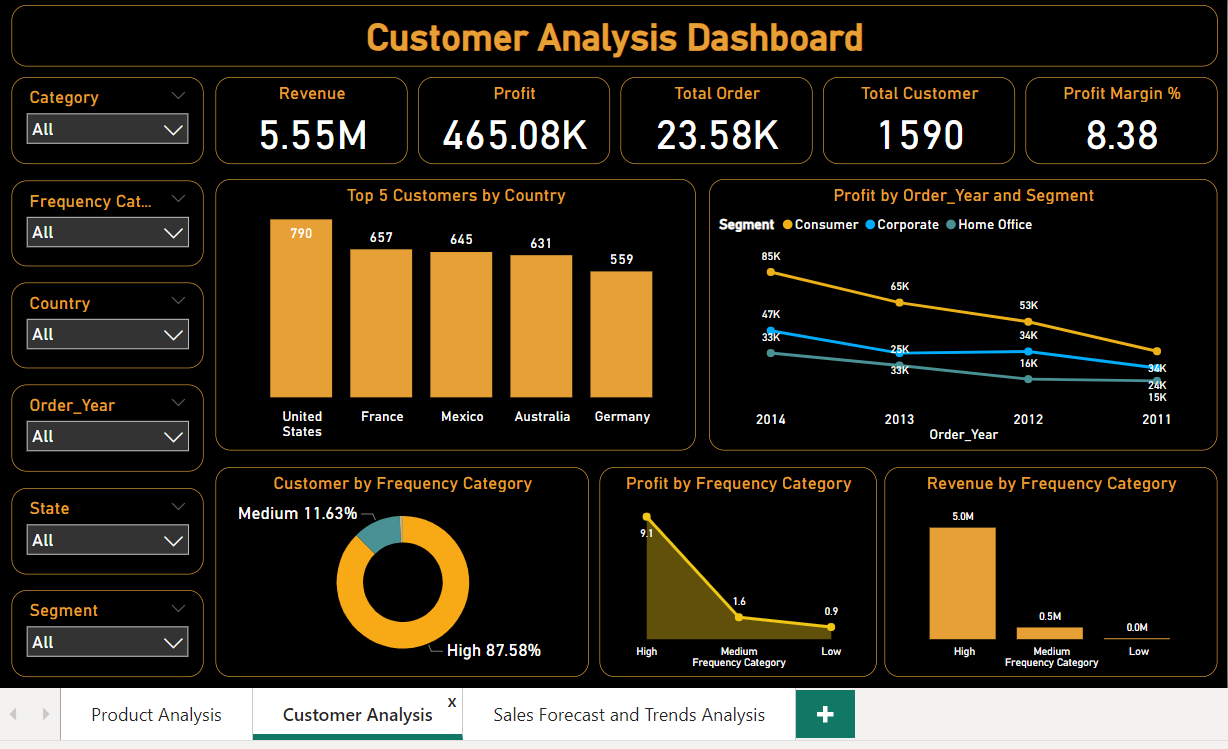 Customer Analysis Dashboard
Category
All
Frequency Cat...
All
Country
All
Order_Year
All
State
All
Segment
All
Revenue
5.55M
Profit
465.08K
Total Order
23.58K
Total Customer
1590
Profit Margin %
8.38
Top 5 Customers by Country
790
657
645
631
559
United
States
France
Mexico
Australia
Germany
Profit by Order_Year and Segment
Segment Consumer Corporate Home Office
85K
65K
53K
47K
34K
33K
25K
16K
33K
34K
24K
15K
2014 2013 2012 2011
Order_Year
Customer by Frequency Category
Medium 11.63%
High 87.58%
Profit by Frequency Category
9.1
1.6
0.9
High Medium Low
Frequency Category
Revenue by Frequency Category
5.0M
0.5M
0.0M
High Medium Low
Frequency Category
Product Analysis
Customer Analysis
x
Sales Forecast and Trends Analysis
+